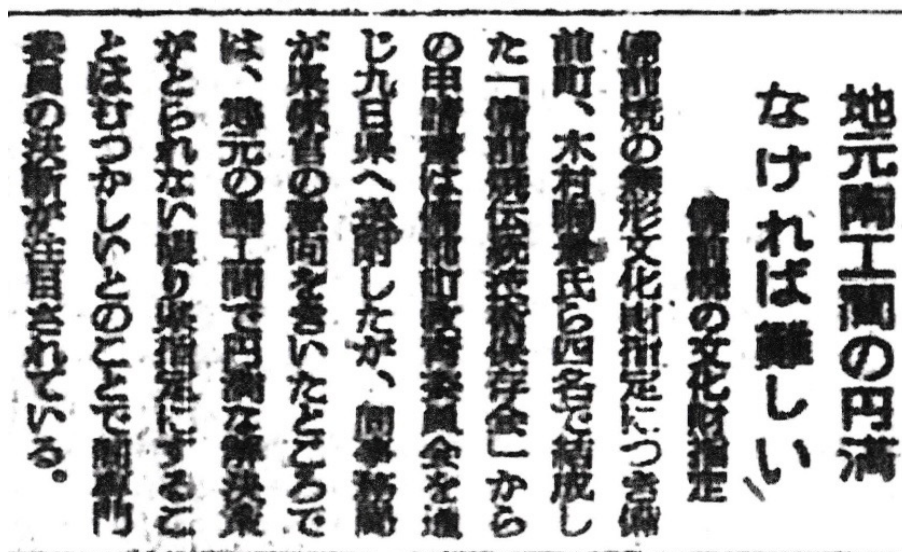 地元陶工間の円満
なければ難しい
備前焼の文化財指定
備前焼の無形文化財指定につき備
前町、木村氏ら四名で結成し
た「備前焼伝統技術保存会」から
の申請書は備前町教育委員会を通
じ九日県へ送附したが、同事務局
が県係官の意向をきいたところで
は、地元の陶工間で円満な解決策
がとられない限り県指定にするこ
とはむつかしいとのことで同専門
委員の決断が注目されている。